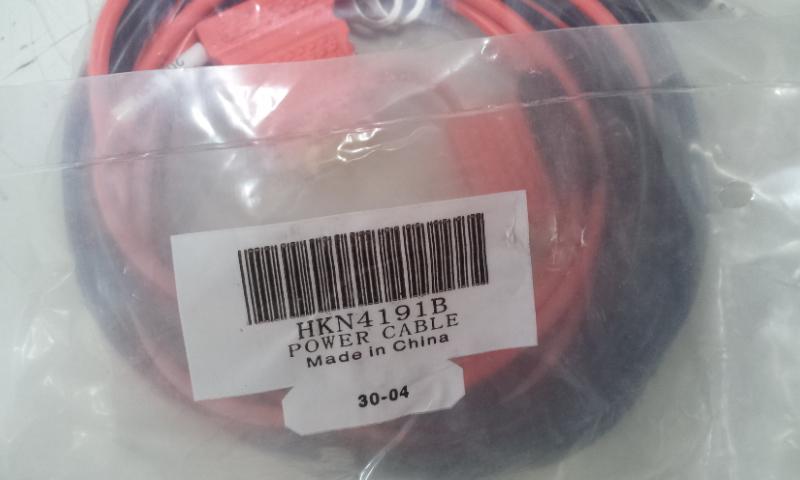 HKN4191B
POWER CABLE
Made in China
30-04